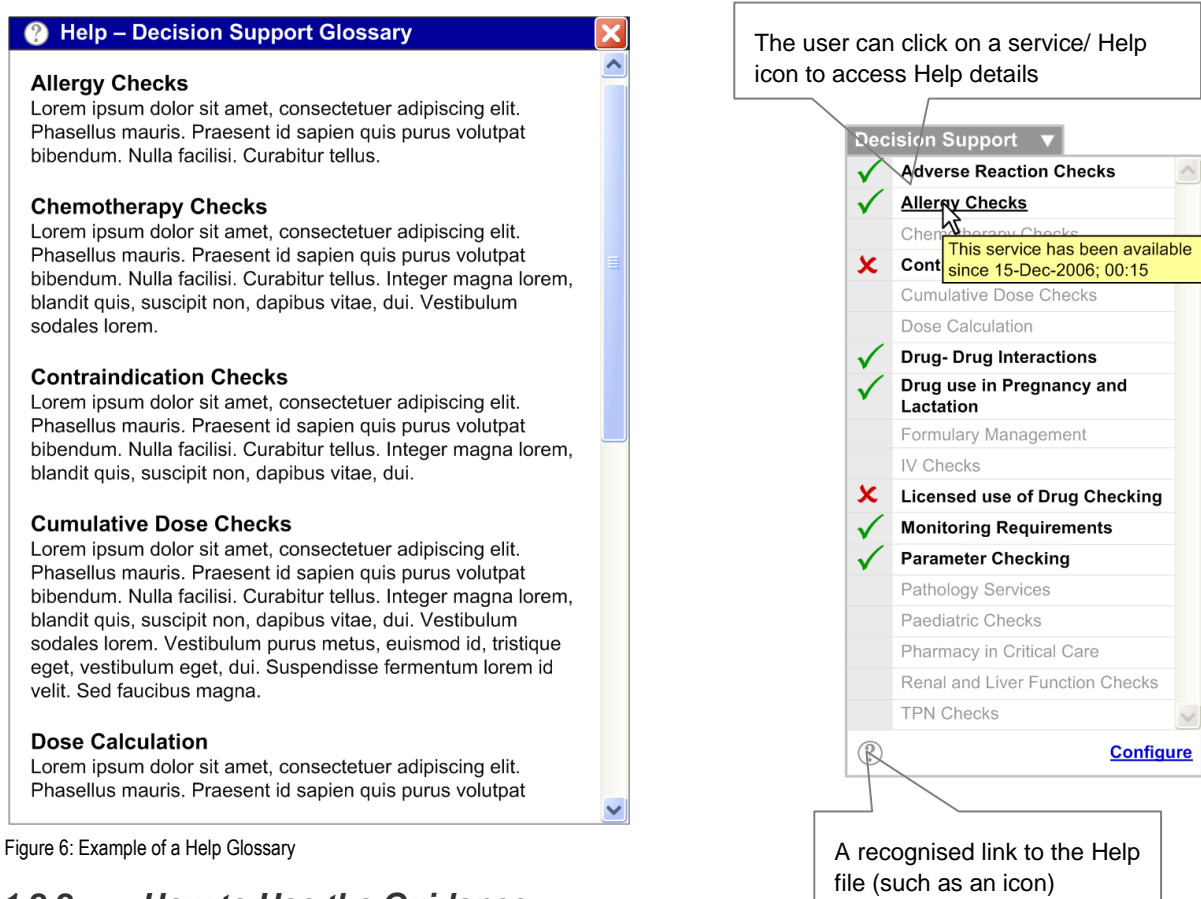 Help – Decision Support Glossary
Allergy Checks
Lorem ipsum dolor sit amet, consectetuer adipiscing elit.
Phasellus mauris. Praesent id sapien quis purus volutpat
bibendum. Nulla facilisi. Curabitur tellus.
Chemotherapy Checks
Lorem ipsum dolor sit amet, consectetuer adipiscing elit.
Phasellus mauris. Praesent id sapien quis purus volutpat
bibendum. Nulla facilisi. Curabitur tellus. Integer magna lorem,
blandit quis, suscipit non, dapibus vitae, dui. Vestibulum
sodales lorem.
Contraindication Checks
Lorem ipsum dolor sit amet, consectetuer adipiscing elit.
Phasellus mauris. Praesent id sapien quis purus volutpat
bibendum. Nulla facilisi. Curabitur tellus. Integer magna lorem,
blandit quis, suscipit non, dapibus vitae, dui.
Cumulative Dose Checks
Lorem ipsum dolor sit amet, consectetuer adipiscing elit.
Phasellus mauris. Praesent id sapien quis purus volutpat
bibendum. Nulla facilisi. Curabitur tellus. Integer magna lorem,
blandit quis, suscipit non, dapibus vitae, dui. Vestibulum
sodales lorem. Vestibulum purus metus, euismod id, tristique
eget, vestibulum eget, dui. Suspendisse fermentum lorem id
velit. Sed faucibus magna.
Dose Calculation
Lorem ipsum dolor sit amet, consectetuer adipiscing elit.
Phasellus mauris. Praesent id sapien quis purus volutpat
Figure 6: Example of a Help Glossary
The user can click on a service/ Help
icon to access Help details
Decision Support
Adverse Reaction Checks
Allergy Checks
Chemotherapy Checks
This service has been available
since 15-Dec-2006; 00:15
Cont
Cumulative Dose Checks
Dose Calculation
Drug- Drug Interactions
Drug use in Pregnancy and
Lactation
Formulary Management
IV Checks
Licensed use of Drug Checking
Monitoring Requirements
Parameter Checking
Pathology Services
Paediatric Checks
Pharmacy in Critical Care
Renal and Liver Function Checks
TPN Checks
?
Configure
A recognised link to the Help
file (such as an icon)